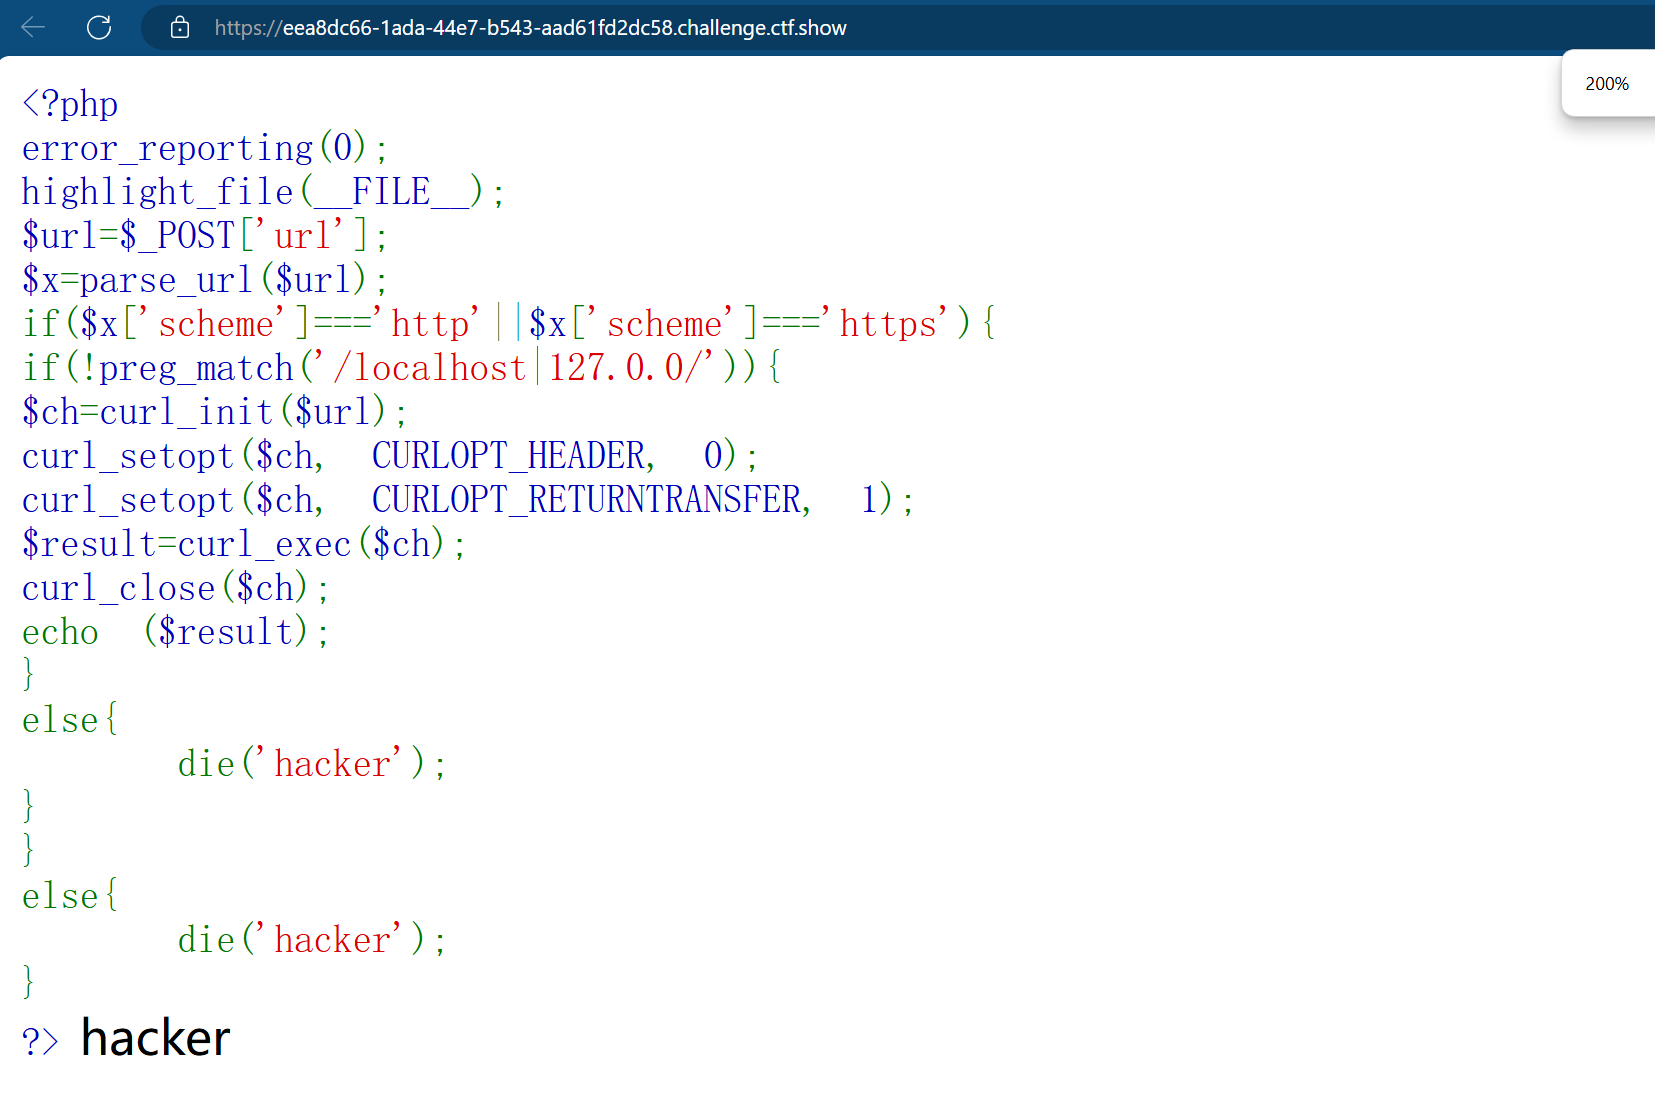 https://eea8dc66-1ada-44e7-b543-aad61fd2dc58.challenge.ctf.show
200%
<?php
error_reporting(0);
highlight_file(__FILE__);
$url=$_POST['url'];
$x=parse_url($url);
if($x['scheme']==='http'||$x['scheme']==='https'){
if(!preg_match('/localhost|127.0.0/')){
$ch=curl_init($url);
curl_setopt($ch, CURLOPT_HEADER, 0);
curl_setopt($ch, CURLOPT_RETURNTRANSFER, 1);
$result=curl_exec($ch);
curl_close($ch);
echo ($result);
}
else{
    die('hacker');
}
}
else{
    die('hacker');
}
?> hacker